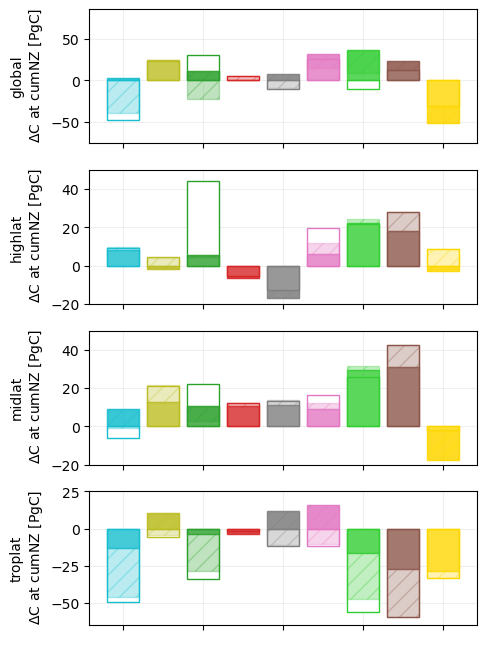 global
ΔC at cumNZ [PgC]
50
0
−50
highlat
ΔC at cumNZ [PgC]
40
20
0
−20
midlat
ΔC at cumNZ [PgC]
40
20
0
−20
troplat
ΔC at cumNZ [PgC]
25
0
−25
−50